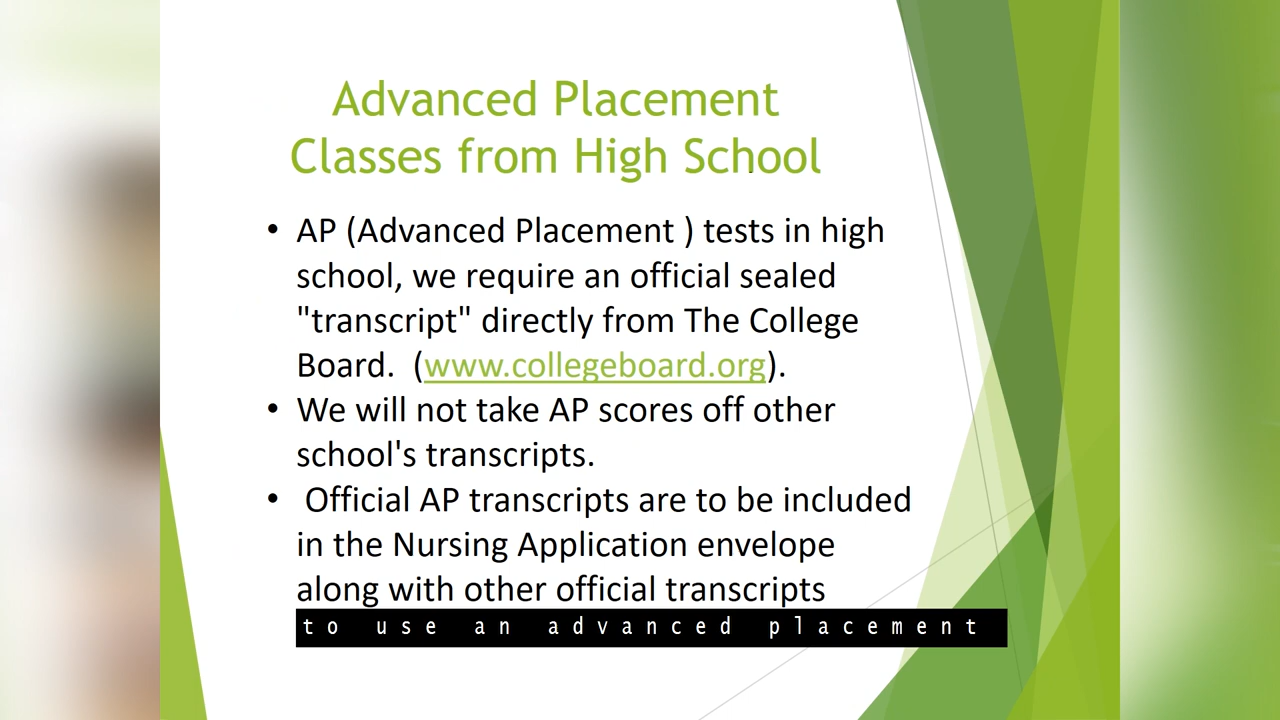 Advanced Placement
Classes from High School
• AP (Advanced Placement ) tests in high
school, we require an official sealed
"transcript" directly from The College
Board.  (www.collegeboard.org).
• We will not take AP scores off other
school's transcripts.
•  Official AP transcripts are to be included
in the Nursing Application envelope
along with other official transcripts
to use an advanced placement